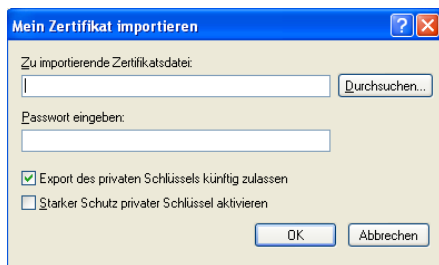 Mein Zertifikat importieren
Zu importierende Zertifikatsdatei:
Durchsuchen...
Passwort eingeben:
Export des privaten Schlüssels künftig zulassen
Starker Schutz privater Schlüssel aktivieren
OK Abbrechen